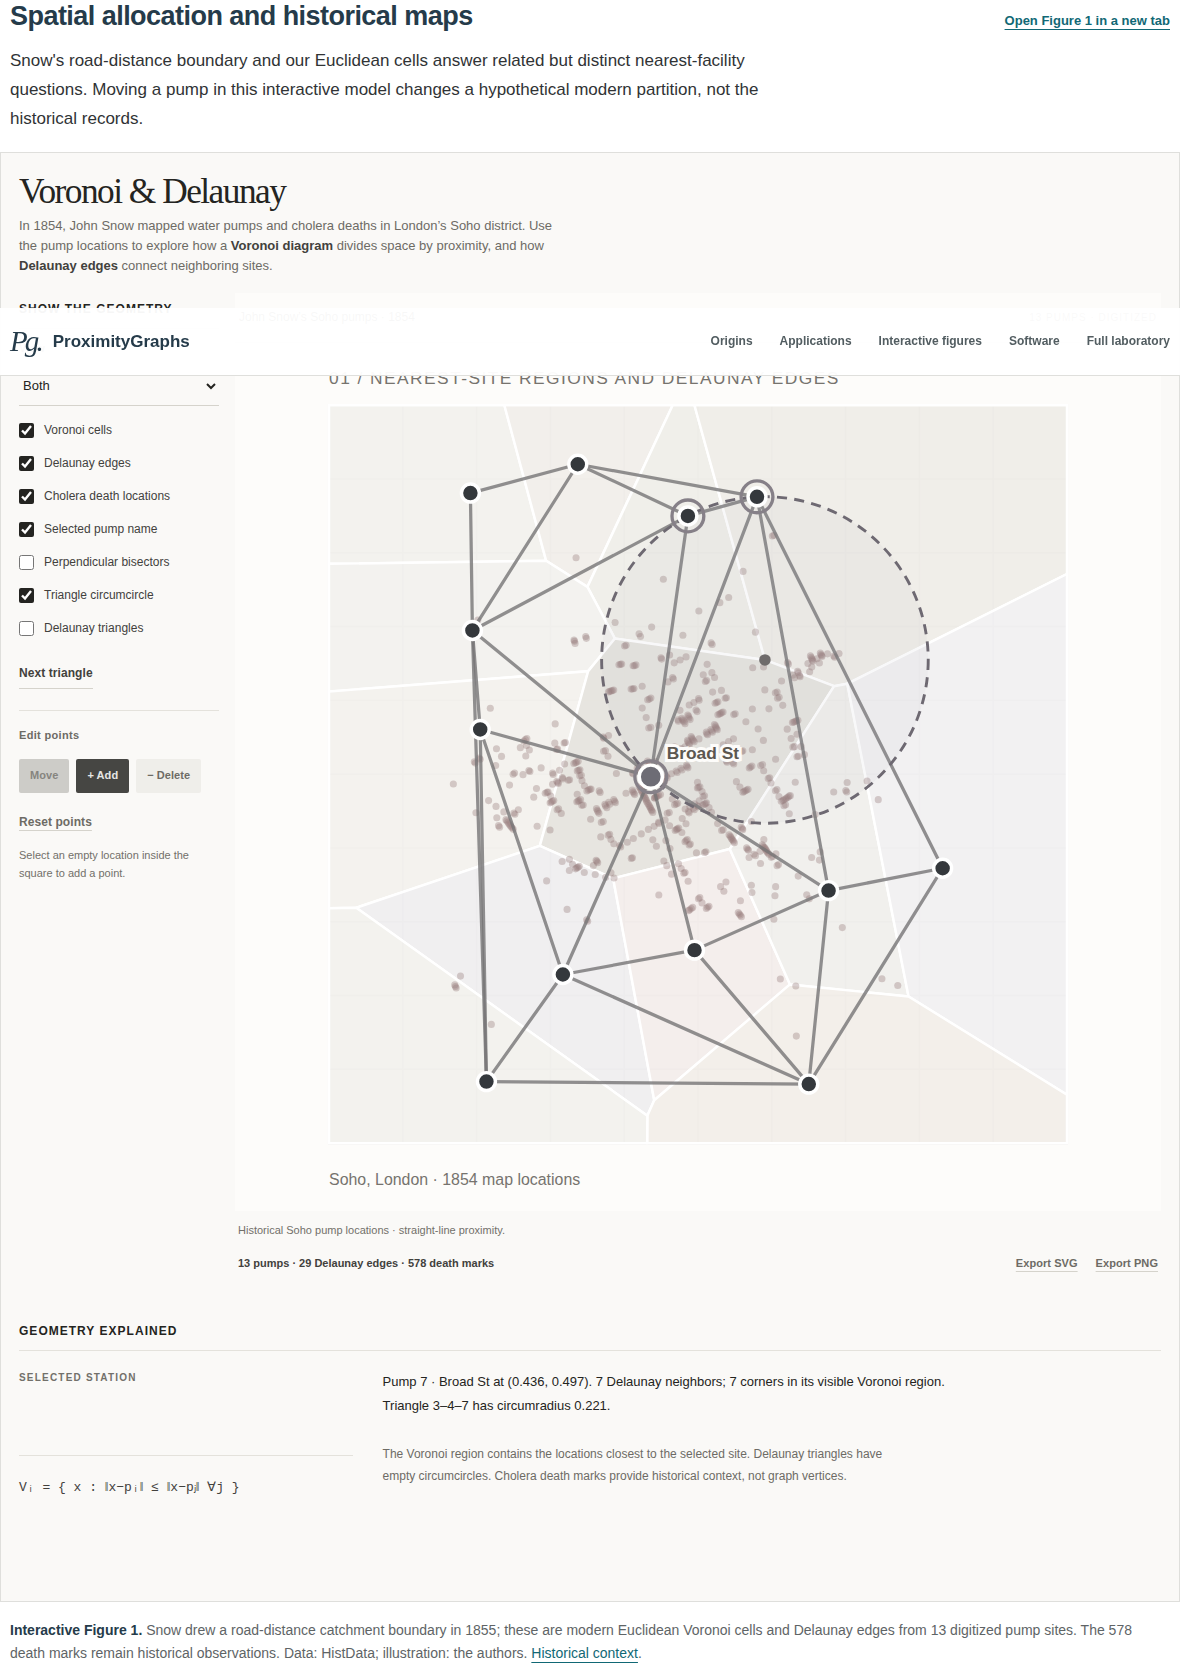 Spatial allocation and historical maps
Open Figure 1 in a new tab
Snow's road-distance boundary and our Euclidean cells answer related but distinct nearest-facility
questions. Moving a pump in this interactive model changes a hypothetical modern partition, not the
historical records.
Voronoi & Delaunay
In 1854, John Snow mapped water pumps and cholera deaths in London's Soho district. Use
the pump locations to explore how a Voronoi diagram divides space by proximity, and how
Delaunay edges connect neighboring sites.
SHOW THE GEOMETRY
John Snow's Soho pumps · 1854
Pg. ProximityGraphs
Origins
Applications
Interactive figures
Software
Full laboratory
01 / NEAREST-SITE REGIONS AND DELAUNAY EDGES
Both
Voronoi cells
Delaunay edges
Cholera death locations
Selected pump name
Perpendicular bisectors
Triangle circumcircle
Delaunay triangles
Next triangle
Edit points
Move
+ Add
− Delete
Reset points
Select an empty location inside the
square to add a point.
Broad St
Soho, London · 1854 map locations
Historical Soho pump locations · straight-line proximity.
13 pumps · 29 Delaunay edges · 578 death marks
Export SVG
Export PNG
GEOMETRY EXPLAINED
SELECTED STATION
Pump 7 · Broad St at (0.436, 0.497). 7 Delaunay neighbors; 7 corners in its visible Voronoi region.
Triangle 3–4–7 has circumradius 0.221.
The Voronoi region contains the locations closest to the selected site. Delaunay triangles have
empty circumcircles. Cholera death marks provide historical context, not graph vertices.
Vᵢ = { x : ‖x−pᵢ‖ ≤ ‖x−pⱼ‖ ∀j }
Interactive Figure 1. Snow drew a road-distance catchment boundary in 1855; these are modern Euclidean Voronoi cells and Delaunay edges from 13 digitized pump sites. The 578
death marks remain historical observations. Data: HistData; illustration: the authors. Historical context.